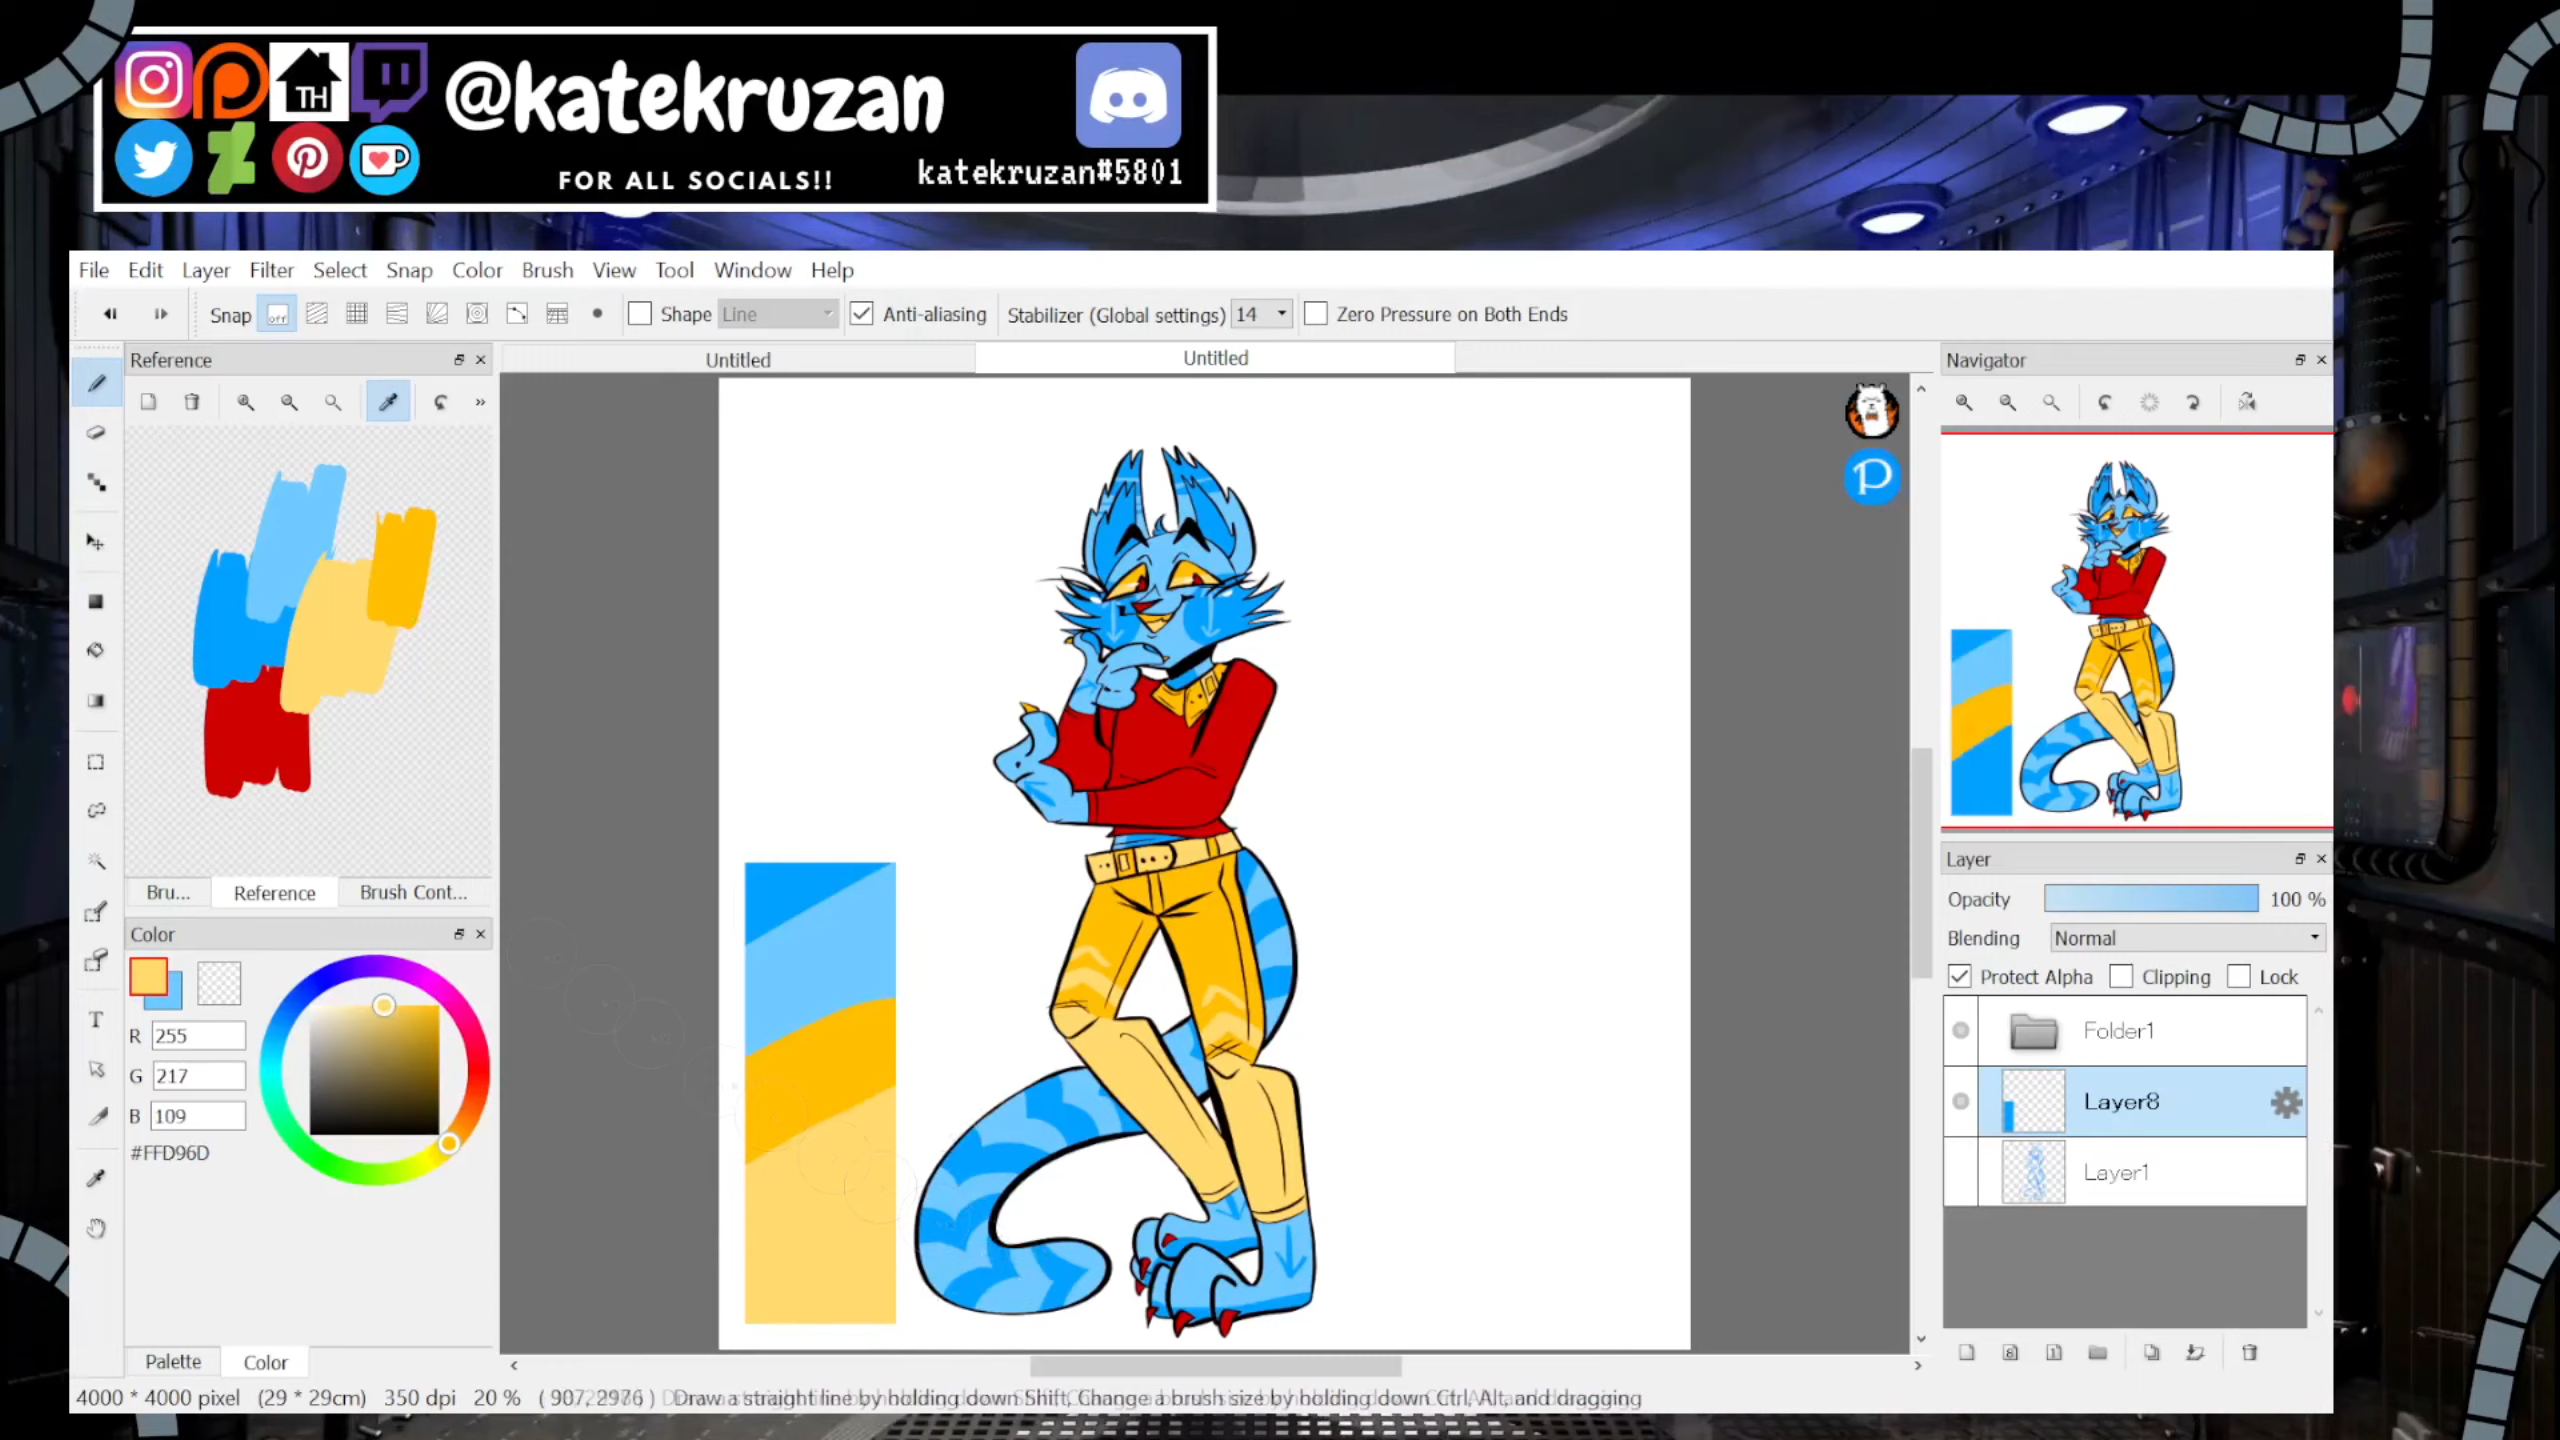 @katekruzan
TH
FOR ALL SOCIALS!!
katekruzan#5801
File Edit Layer Filter Select Snap Color Brush View Tool Window Help
Snap off Shape Line Anti-aliasing Stabilizer (Global settings) 14 Zero Pressure on Both Ends
Reference
Untitled
Untitled
Navigator
P
Bru... Reference Brush Cont...
Layer
Opacity 100 %
Blending Normal
Protect Alpha Clipping Lock
Folder1
Layer8
Layer1
Color
R 255
G 217
B 109
#FFD96D
T
Palette Color
4000 * 4000 pixel (29 * 29cm) 350 dpi 20 % Draw a straight line by holding down Shift, Change a brush size by holding down Ctrl, Alt, and dragging